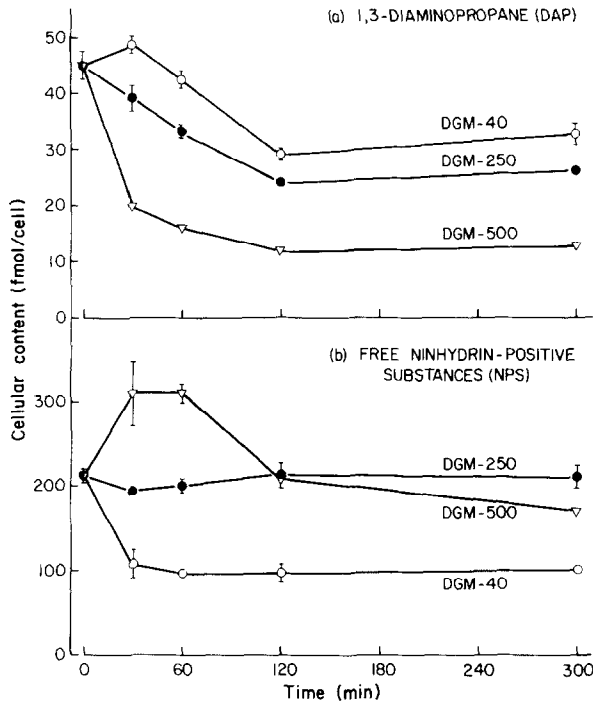 (a) 1,3-DIAMINOPROPANE (DAP)
50
40
30
20
10
0
DGM-40
DGM-250
DGM-500
Cellular content (fmol/cell)
(b) FREE NINHYDRIN-POSITIVE
SUBSTANCES (NPS)
300
200
100
0
DGM-250
DGM-500
DGM-40
0 60 120 180 240 300
Time (min)